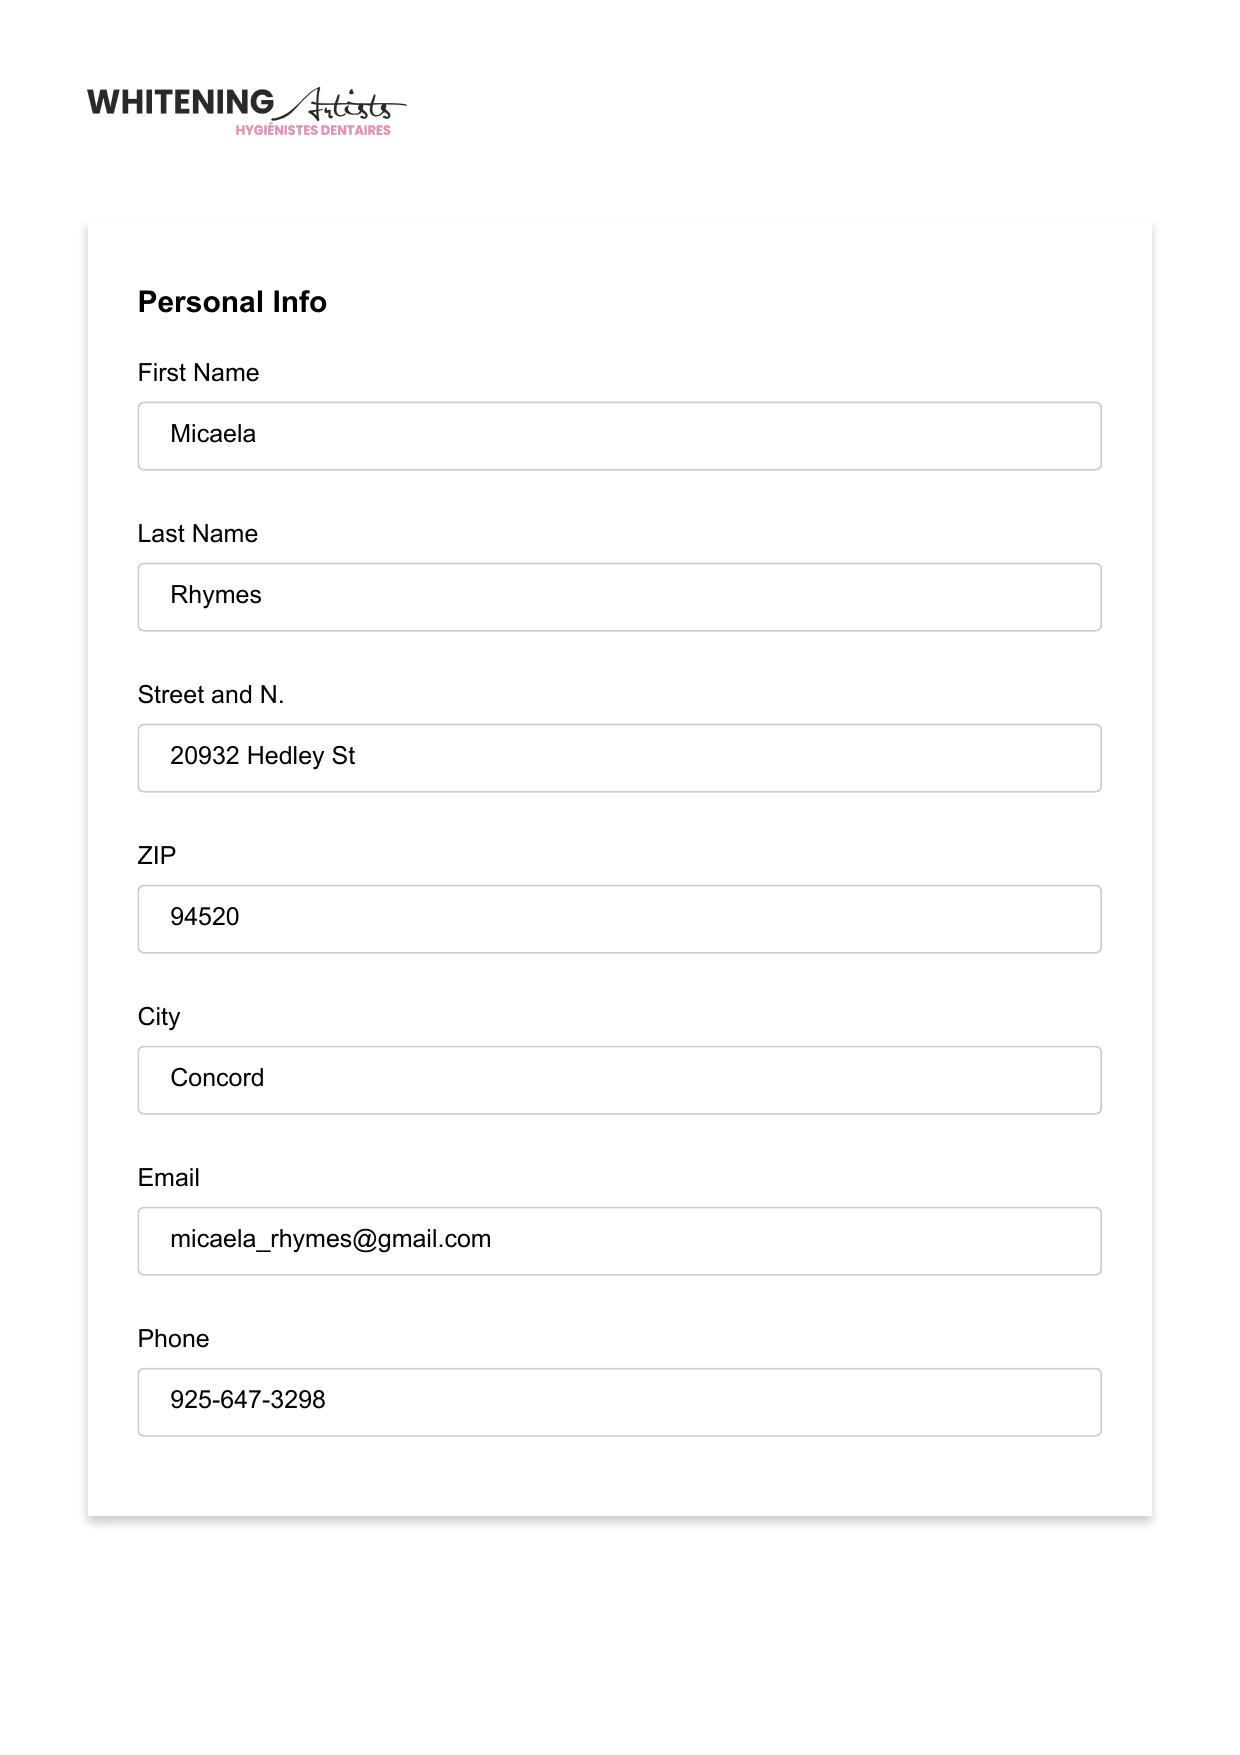 WHITENING Artists
HYGIÉNISTES DENTAIRES
Personal Info
First Name
Micaela
Last Name
Rhymes
Street and N.
20932 Hedley St
ZIP
94520
City
Concord
Email
micaela_rhymes@gmail.com
Phone
925-647-3298